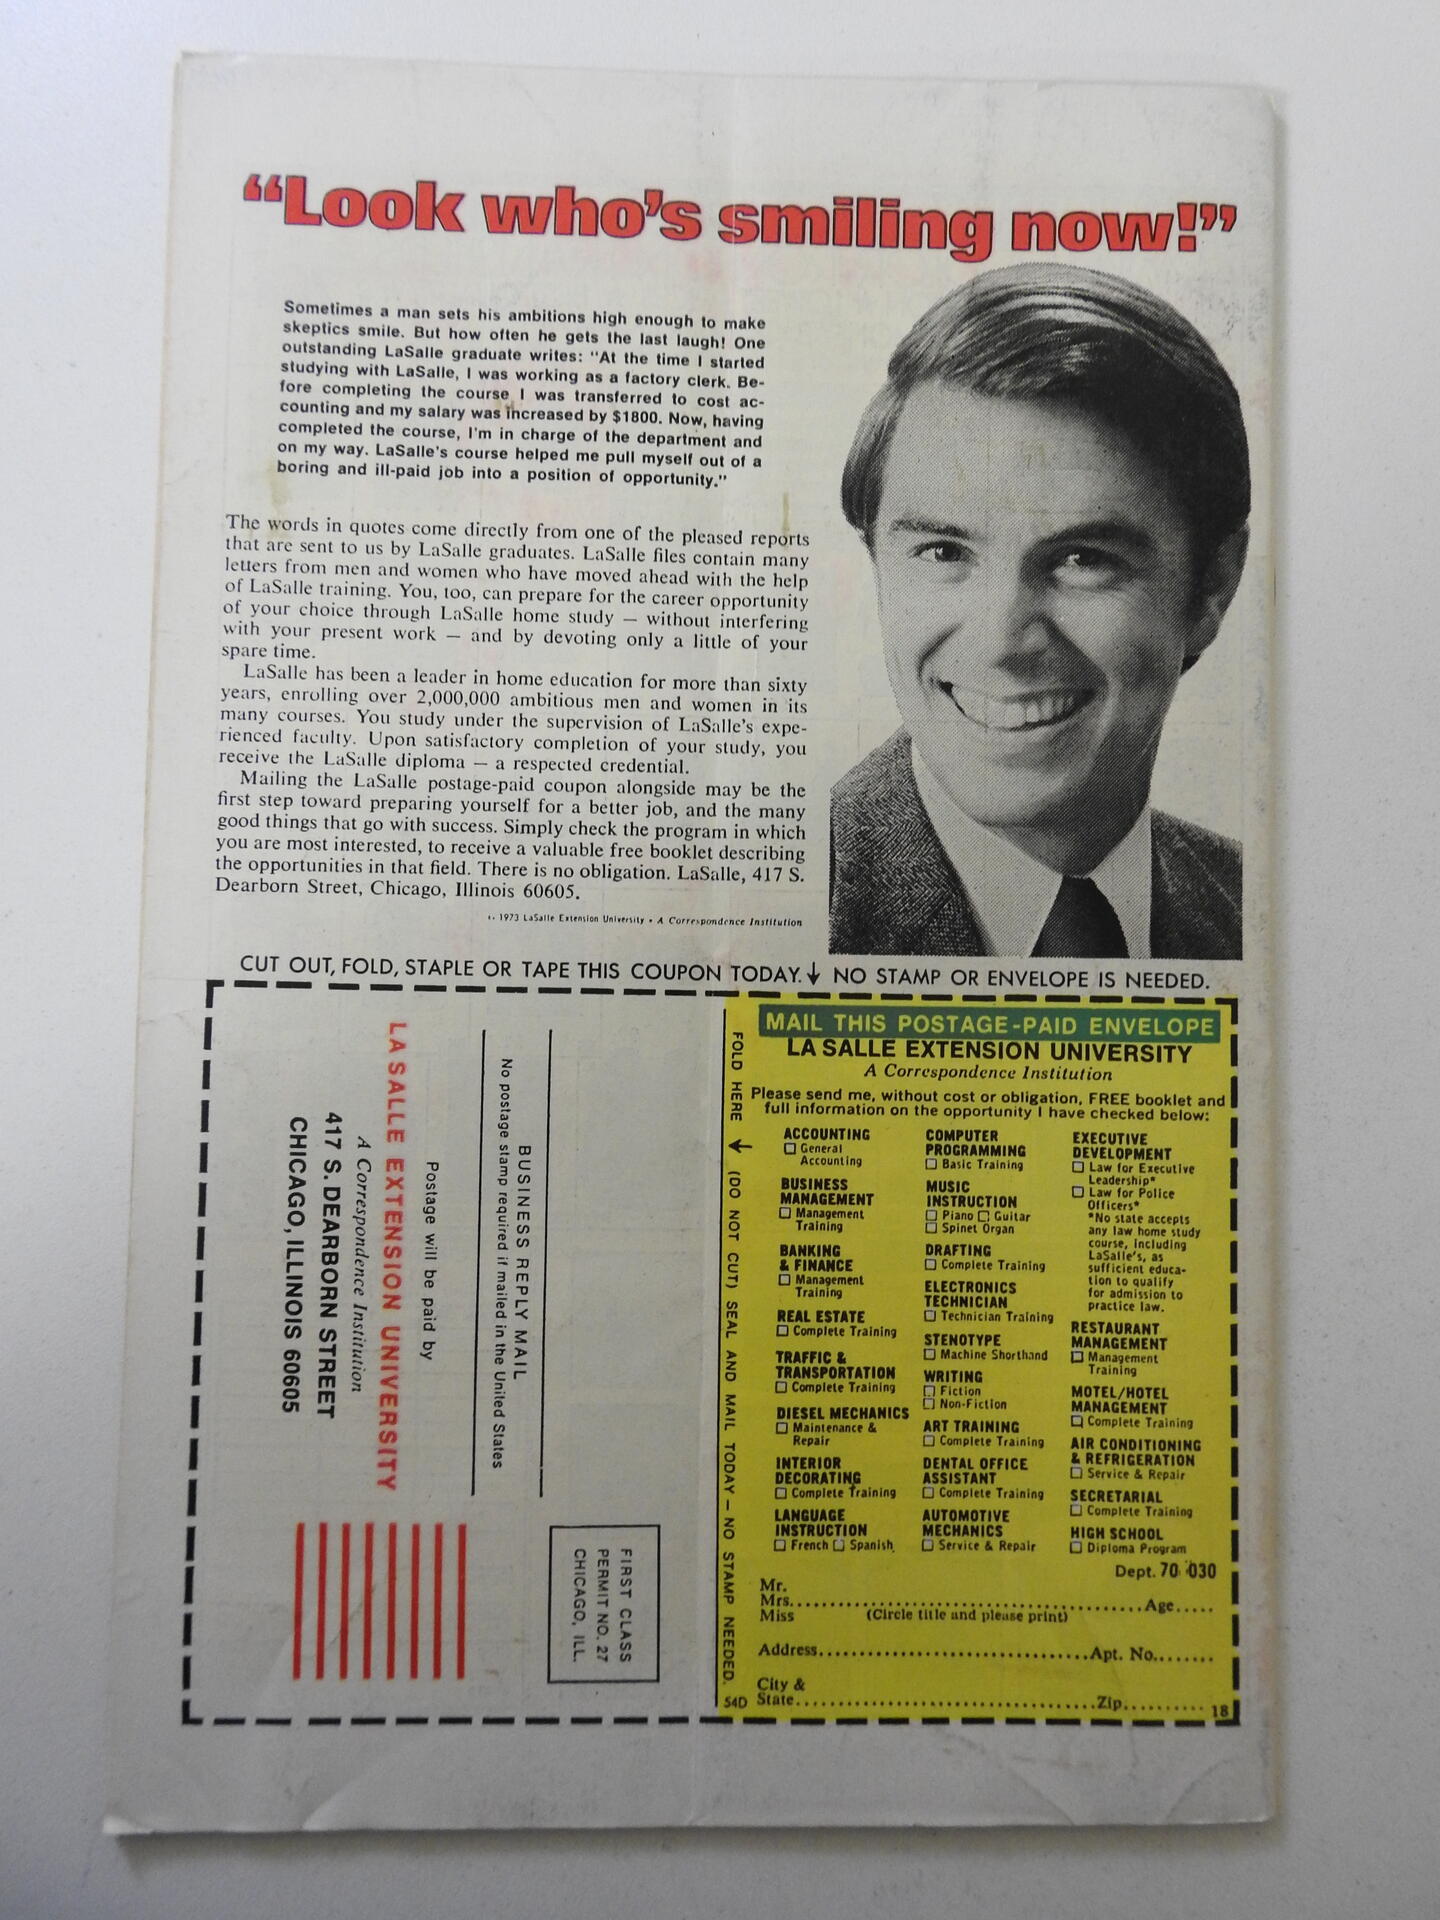 “Look who’s smiling now!”
Sometimes a man sets his ambitions high enough to make
skeptics smile. But how often he gets the last laugh! One
outstanding LaSalle graduate writes: "At the time I started
studying with LaSalle, I was working as a factory clerk. Be-
fore completing the course I was transferred to cost ac-
counting and my salary was increased by $1800. Now, having
completed the course, I'm in charge of the department and
on my way. LaSalle's course helped me pull myself out of a
boring and ill-paid job into a position of opportunity."
The words in quotes come directly from one of the pleased reports
that are sent to us by LaSalle graduates. LaSalle files contain many
letters from men and women who have moved ahead with the help
of LaSalle training. You, too, can prepare for the career opportunity
of your choice through LaSalle home study — without interfering
with your present work — and by devoting only a little of your
spare time.
LaSalle has been a leader in home education for more than sixty
years, enrolling over 2,000,000 ambitious men and women in its
many courses. You study under the supervision of LaSalle's expe-
rienced faculty. Upon satisfactory completion of your study, you
receive the LaSalle diploma — a respected credential.
Mailing the LaSalle postage-paid coupon alongside may be the
first step toward preparing yourself for a better job, and the many
good things that go with success. Simply check the program in which
you are most interested, to receive a valuable free booklet describing
the opportunities in that field. There is no obligation. LaSalle, 417 S.
Dearborn Street, Chicago, Illinois 60605.
1973 LaSalle Extension University • A Correspondence Institution
CUT OUT, FOLD, STAPLE OR TAPE THIS COUPON TODAY. ↓ NO STAMP OR ENVELOPE IS NEEDED.
FIRST CLASS
PERMIT NO. 27
CHICAGO, ILL.
BUSINESS REPLY MAIL
No postage stamp required if mailed in the United States
Postage will be paid by
LA SALLE EXTENSION UNIVERSITY
A Correspondence Institution
417 S. DEARBORN STREET
CHICAGO, ILLINOIS 60605
FOLD HERE ↓ (DO NOT CUT) SEAL AND MAIL TODAY — NO STAMP NEEDED.
54D
MAIL THIS POSTAGE-PAID ENVELOPE
LA SALLE EXTENSION UNIVERSITY
A Correspondence Institution
Please send me, without cost or obligation, FREE booklet and
full information on the opportunity I have checked below:
ACCOUNTING
☐ General
Accounting
BUSINESS
MANAGEMENT
☐ Management
Training
BANKING
& FINANCE
☐ Management
Training
REAL ESTATE
☐ Complete Training
TRAFFIC &
TRANSPORTATION
☐ Complete Training
DIESEL MECHANICS
☐ Maintenance &
Repair
INTERIOR
DECORATING
☐ Complete Training
LANGUAGE
INSTRUCTION
☐ French ☐ Spanish
COMPUTER
PROGRAMMING
☐ Basic Training
MUSIC
INSTRUCTION
☐ Piano ☐ Guitar
☐ Spinet Organ
DRAFTING
☐ Complete Training
ELECTRONICS
TECHNICIAN
☐ Technician Training
STENOTYPE
☐ Machine Shorthand
WRITING
☐ Fiction
☐ Non-Fiction
ART TRAINING
☐ Complete Training
DENTAL OFFICE
ASSISTANT
☐ Complete Training
AUTOMOTIVE
MECHANICS
☐ Service & Repair
EXECUTIVE
DEVELOPMENT
☐ Law for Executive
Leadership*
☐ Law for Police
Officers*
*No state accepts
any law home study
course, including
LaSalle's, as
sufficient educa-
tion to qualify
for admission to
practice law.
RESTAURANT
MANAGEMENT
☐ Management
Training
MOTEL/HOTEL
MANAGEMENT
☐ Complete Training
AIR CONDITIONING
& REFRIGERATION
☐ Service & Repair
SECRETARIAL
☐ Complete Training
HIGH SCHOOL
☐ Diploma Program
Dept. 70 030
Mr.
Mrs.....................................................Age.....
Miss (Circle title and please print)
Address..........................................Apt. No........
City &
State..............................................Zip..........
18